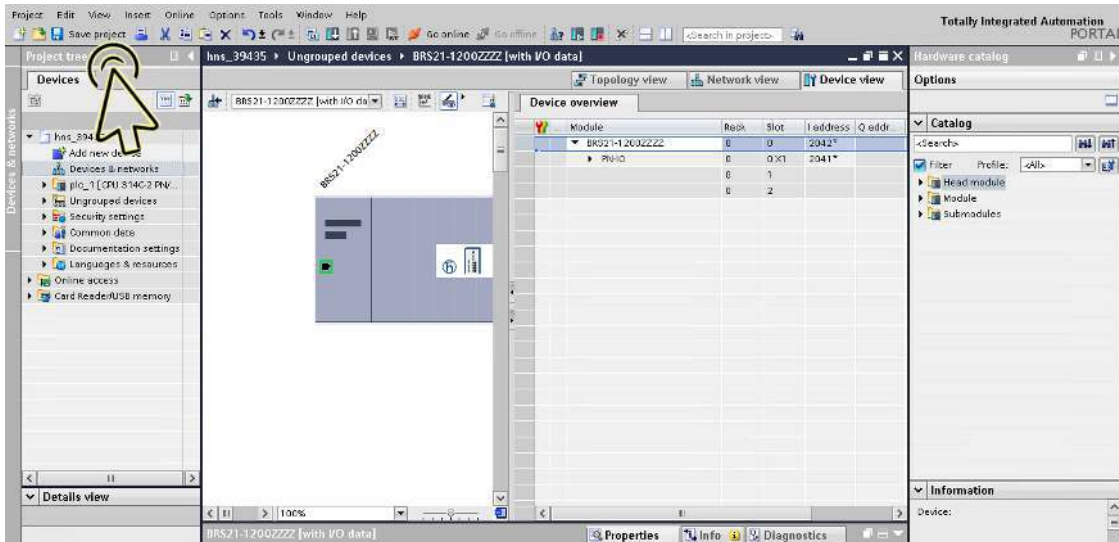 Project Edit View Insert Online Options Tools Window Help
Totally Integrated Automation
PORTAL
Save project
Go online
Go offline
<Search in project>
Project tree
hns_39435 ▸ Ungrouped devices ▸ BRS21-1200ZZZZ [with I/O data]
Hardware catalog
Devices
Topology view
Network view
Device view
Options
BRS21-1200ZZZZ [with I/O da
Device overview
Devices & networks
Module Rack Slot I address Q addr...
BRS21-1200ZZZZ 0 0 2042*
PN-IO 0 0 X1 2041*
0 1
0 2
Catalog
<Search>
Filter Profile: <All>
Head module
Module
Submodules
Add new device
Devices & networks
plc_1 [CPU 314C-2 PN/...
Ungrouped devices
Security settings
Common data
Documentation settings
Languages & resources
Online access
Card Reader/USB memory
BRS21-1200ZZZZ
Details view
100%
Information
Device:
BRS21-1200ZZZZ [with I/O data]
Properties
Info
Diagnostics